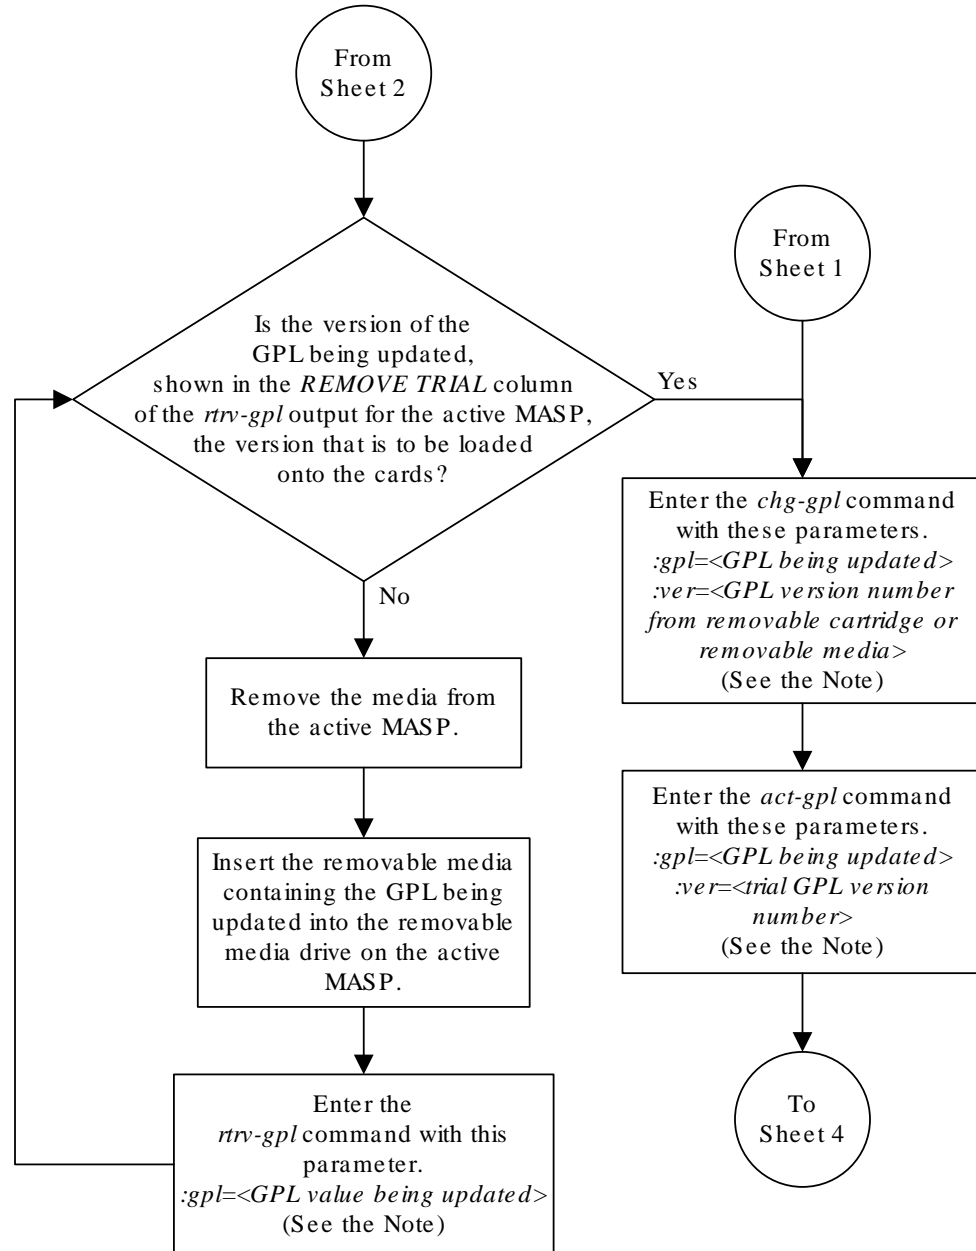 From
Sheet 2
Is the version of the
GPL being updated,
shown in the REMOVE TRIAL column
of the rtrv-gpl output for the active MASP,
the version that is to be loaded
onto the cards?
Yes
No
Remove the media from
the active MASP.
Insert the removable media
containing the GPL being
updated into the removable
media drive on the active
MASP.
Enter the
rtrv-gpl command with this
parameter.
:gpl=<GPL value being updated>
(See the Note)
From
Sheet 1
Enter the chg-gpl command
with these parameters.
:gpl=<GPL being updated>
:ver=<GPL version number
from removable cartridge or
removable media>
(See the Note)
Enter the act-gpl command
with these parameters.
:gpl=<GPL being updated>
:ver=<trial GPL version
number>
(See the Note)
To
Sheet 4